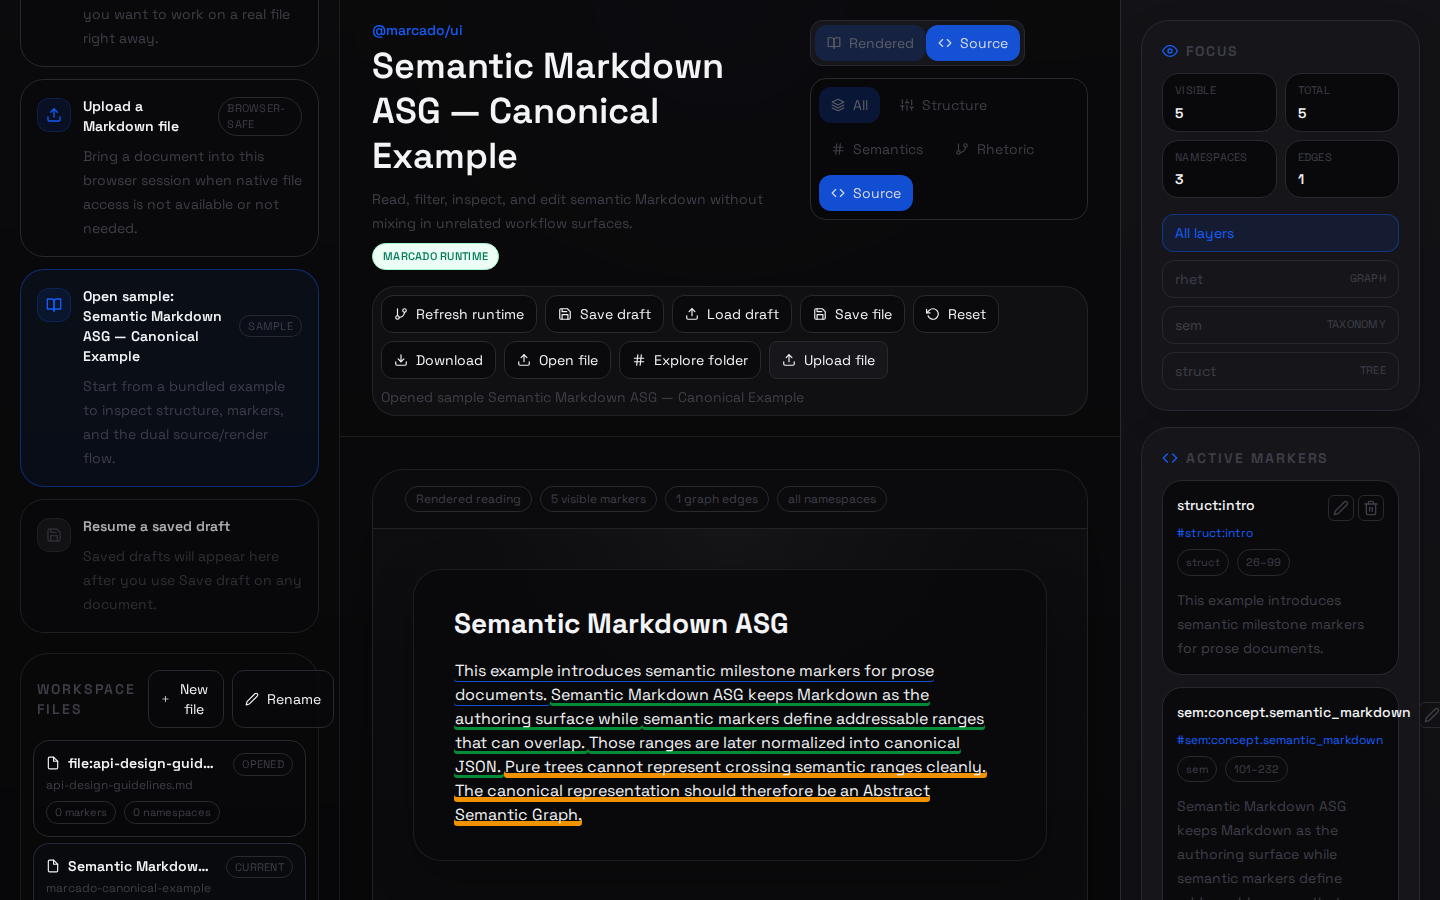 you want to work on a real file
right away.
Upload a
Markdown file
BROWSER-
SAFE
Bring a document into this
browser session when native file
access is not available or not
needed.
Open sample:
Semantic Markdown
ASG — Canonical
Example
SAMPLE
Start from a bundled example
to inspect structure, markers,
and the dual source/render
flow.
Resume a saved draft
Saved drafts will appear here
after you use Save draft on any
document.
WORKSPACE
FILES
New
file
Rename
file:api-design-guid...
OPENED
api-design-guidelines.md
0 markers
0 namespaces
Semantic Markdow...
CURRENT
marcado-canonical-example
@marcado/ui
Semantic Markdown
ASG — Canonical
Example
Read, filter, inspect, and edit semantic Markdown without
mixing in unrelated workflow surfaces.
MARCADO RUNTIME
Rendered
Source
All
Structure
Semantics
Rhetoric
Source
Refresh runtime
Save draft
Load draft
Save file
Reset
Download
Open file
Explore folder
Upload file
Opened sample Semantic Markdown ASG — Canonical Example
Rendered reading
5 visible markers
1 graph edges
all namespaces
Semantic Markdown ASG
This example introduces semantic milestone markers for prose
documents. Semantic Markdown ASG keeps Markdown as the
authoring surface while semantic markers define addressable ranges
that can overlap. Those ranges are later normalized into canonical
JSON. Pure trees cannot represent crossing semantic ranges cleanly.
The canonical representation should therefore be an Abstract
Semantic Graph.
FOCUS
VISIBLE
5
TOTAL
5
NAMESPACES
3
EDGES
1
All layers
rhet
GRAPH
sem
TAXONOMY
struct
TREE
ACTIVE MARKERS
struct:intro
#struct:intro
struct
26–99
This example introduces
semantic milestone markers
for prose documents.
sem:concept.semantic_markdown
#sem:concept.semantic_markdown
sem
101–232
Semantic Markdown ASG
keeps Markdown as the
authoring surface while
semantic markers define